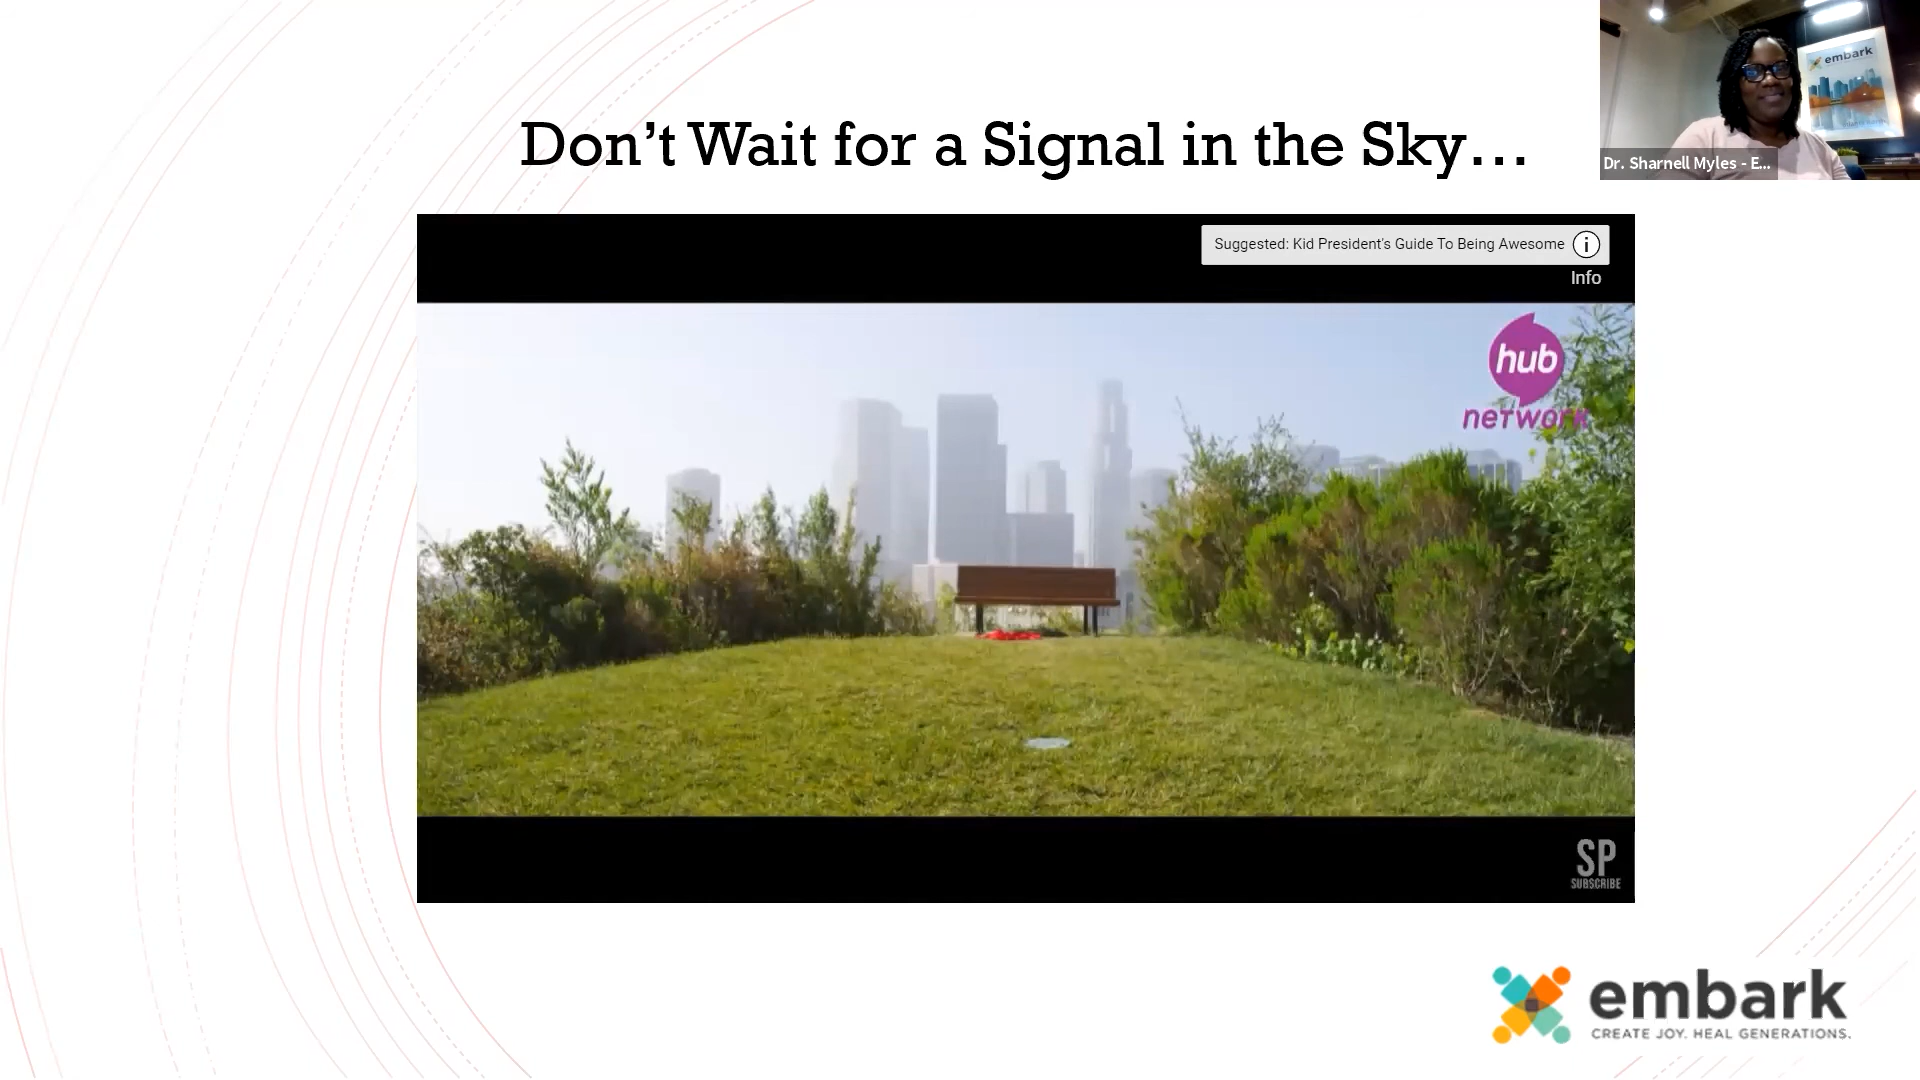 embark
Dr. Sharnell Myles - E...
Don't Wait for a Signal in the Sky...
Suggested: Kid President's Guide To Being Awesome
i
Info
hub
network
SP
SUBSCRIBE
embark
CREATE JOY. HEAL GENERATIONS.